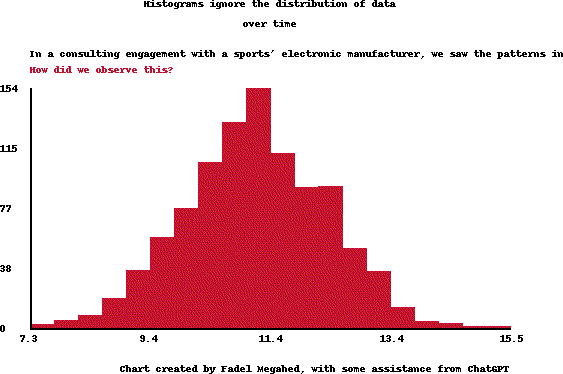 Histograms ignore the distribution of data
over time
In a consulting engagement with a sports' electronic manufacturer, we saw the patterns in
How did we observe this?
154
115
77
38
0
7.3 9.4 11.4 13.4 15.5
Chart created by Fadel Megahed, with some assistance from ChatGPT